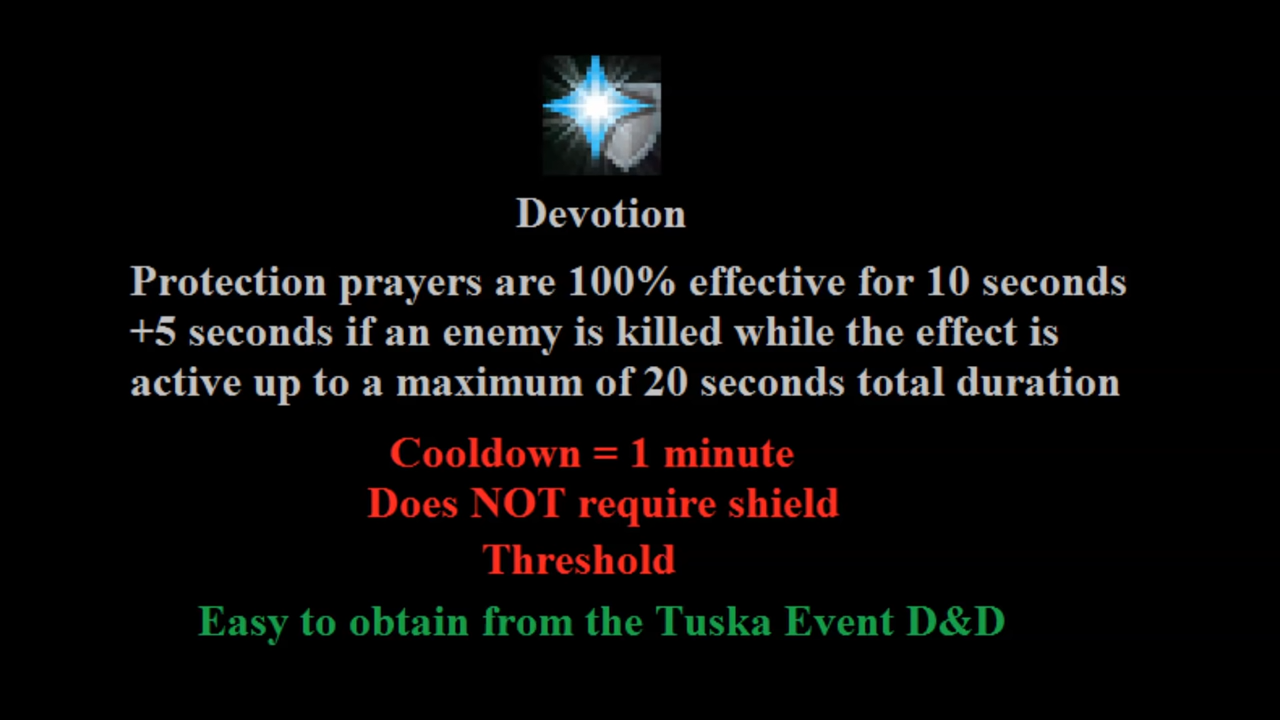 Devotion
Protection prayers are 100% effective for 10 seconds
+5 seconds if an enemy is killed while the effect is
active up to a maximum of 20 seconds total duration
Cooldown = 1 minute
Does NOT require shield
Threshold
Easy to obtain from the Tuska Event D&D